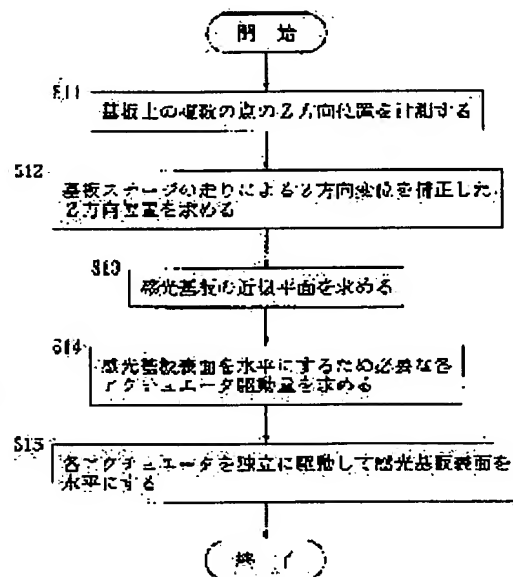 開 始
S11
基板上の複数の点のZ方向位置を計測する
S12
基板ステージの走りによるZ方向変位を補正した
Z方向位置を求める
S13
感光基板の近似平面を求める
S14
感光基板表面を水平にするため必要な各
アクチュエータ駆動量を求める
S15
各アクチュエータを独立に駆動して感光基板表面を
水平にする
終 了